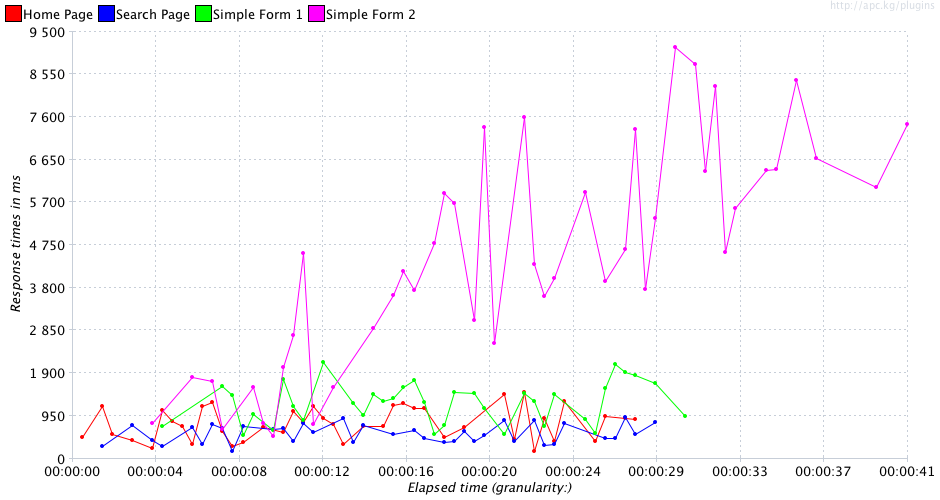 http://apc.kg/plugins
Home Page Search Page Simple Form 1 Simple Form 2
9 500
8 550
7 600
6 650
5 700
4 750
3 800
2 850
1 900
950
0
Response times in ms
00:00:00 00:00:04 00:00:08 00:00:12 00:00:16 00:00:20 00:00:24 00:00:29 00:00:33 00:00:37 00:00:41
Elapsed time (granularity:)